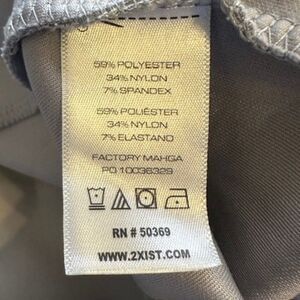 59% POLYESTER
34% NYLON
7% SPANDEX
59% POLIÉSTER
34% NYLON
7% ELASTANO
FACTORY MAHGA
PO 10036329
RN # 50369
WWW.2XIST.COM